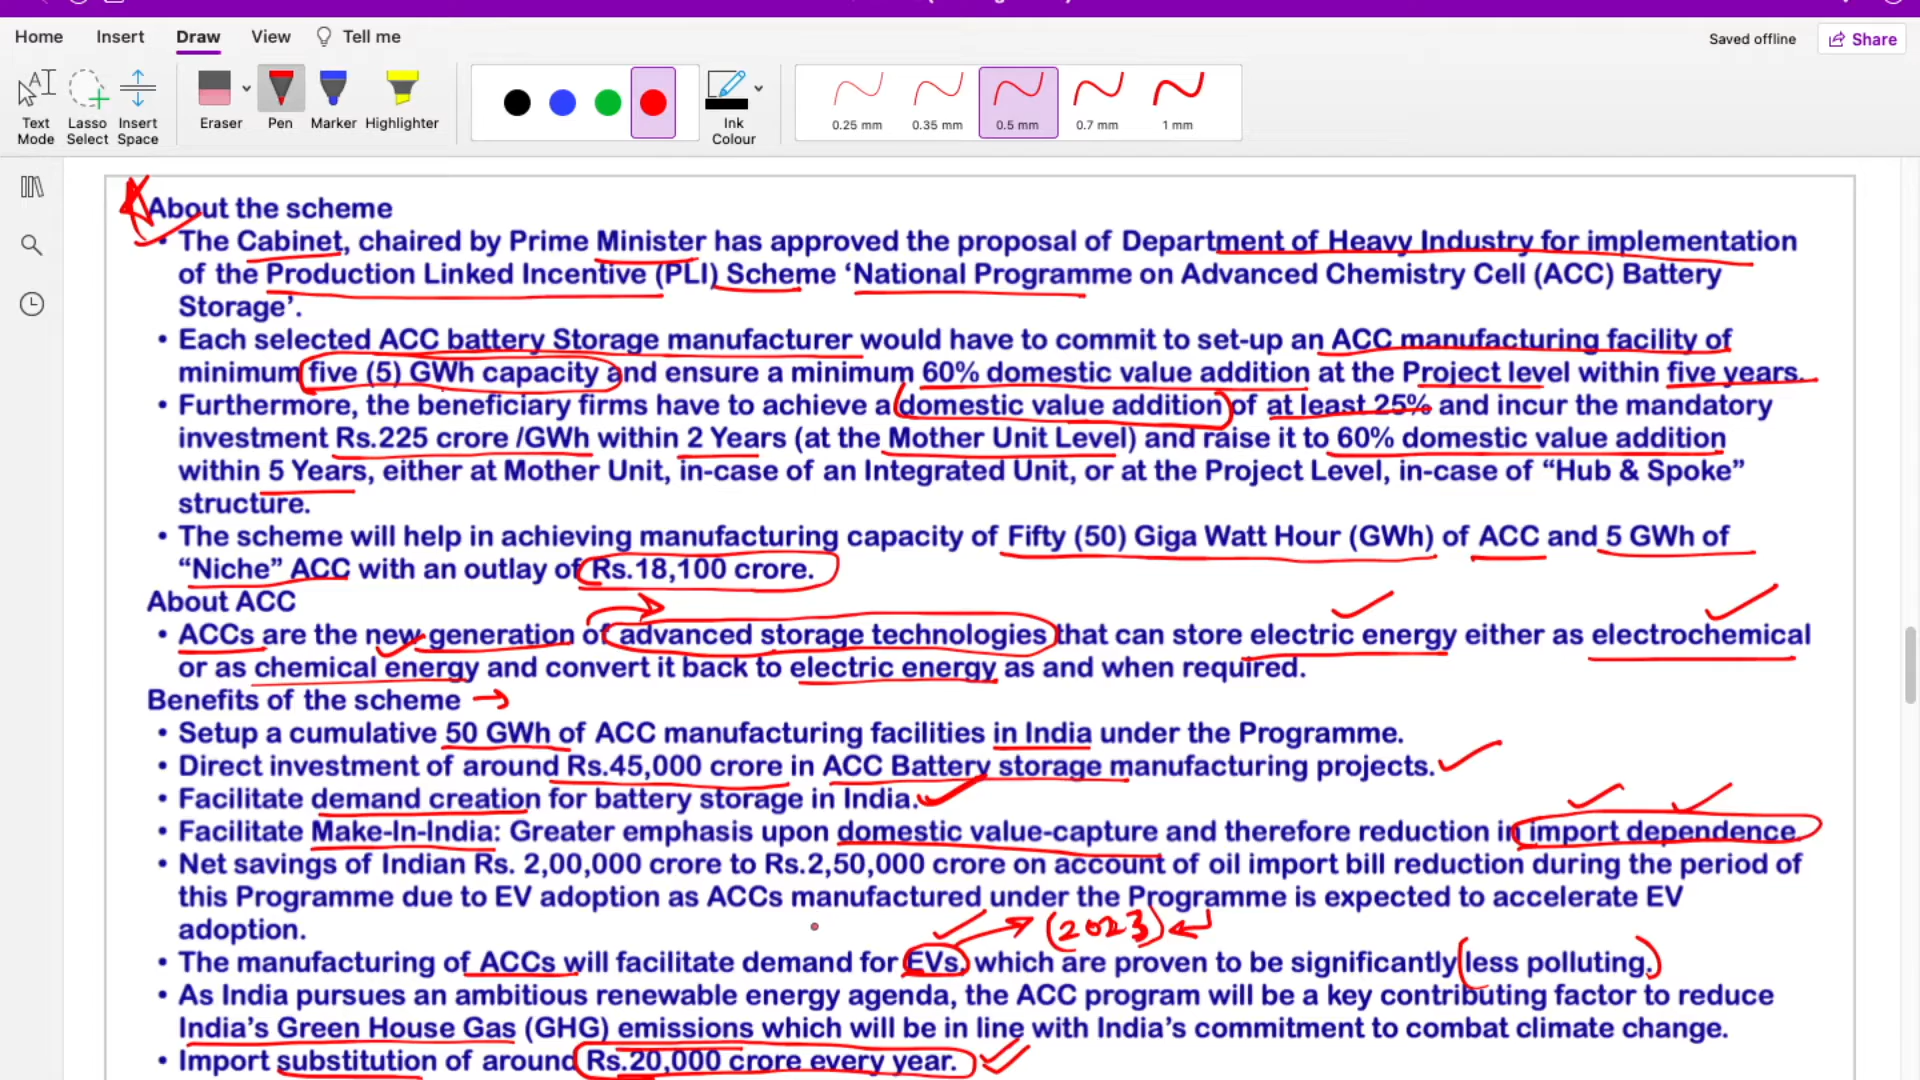 Home Insert Draw View Tell me Saved offline Share
Text Mode Lasso Select Insert Space Eraser Pen Marker Highlighter Ink Colour 0.25 mm 0.35 mm 0.5 mm 0.7 mm 1 mm
About the scheme
• The Cabinet, chaired by Prime Minister has approved the proposal of Department of Heavy Industry for implementation
of the Production Linked Incentive (PLI) Scheme ‘National Programme on Advanced Chemistry Cell (ACC) Battery
Storage’.
• Each selected ACC battery Storage manufacturer would have to commit to set-up an ACC manufacturing facility of
minimum five (5) GWh capacity and ensure a minimum 60% domestic value addition at the Project level within five years.
• Furthermore, the beneficiary firms have to achieve a domestic value addition of at least 25% and incur the mandatory
investment Rs.225 crore /GWh within 2 Years (at the Mother Unit Level) and raise it to 60% domestic value addition
within 5 Years, either at Mother Unit, in-case of an Integrated Unit, or at the Project Level, in-case of “Hub & Spoke”
structure.
• The scheme will help in achieving manufacturing capacity of Fifty (50) Giga Watt Hour (GWh) of ACC and 5 GWh of
“Niche” ACC with an outlay of Rs.18,100 crore.
About ACC
• ACCs are the new generation of advanced storage technologies that can store electric energy either as electrochemical
or as chemical energy and convert it back to electric energy as and when required.
Benefits of the scheme
• Setup a cumulative 50 GWh of ACC manufacturing facilities in India under the Programme.
• Direct investment of around Rs.45,000 crore in ACC Battery storage manufacturing projects.
• Facilitate demand creation for battery storage in India.
• Facilitate Make-In-India: Greater emphasis upon domestic value-capture and therefore reduction in import dependence.
• Net savings of Indian Rs. 2,00,000 crore to Rs.2,50,000 crore on account of oil import bill reduction during the period of
this Programme due to EV adoption as ACCs manufactured under the Programme is expected to accelerate EV
adoption.
(2023)
• The manufacturing of ACCs will facilitate demand for EVs, which are proven to be significantly less polluting.
• As India pursues an ambitious renewable energy agenda, the ACC program will be a key contributing factor to reduce
India’s Green House Gas (GHG) emissions which will be in line with India’s commitment to combat climate change.
• Import substitution of around Rs.20,000 crore every year.